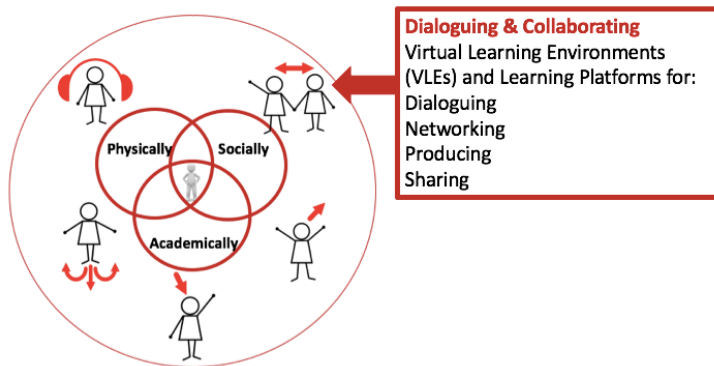 Dialoguing & Collaborating
Virtual Learning Environments
(VLEs) and Learning Platforms for:
Dialoguing
Networking
Producing
Sharing
Physically
Socially
Academically